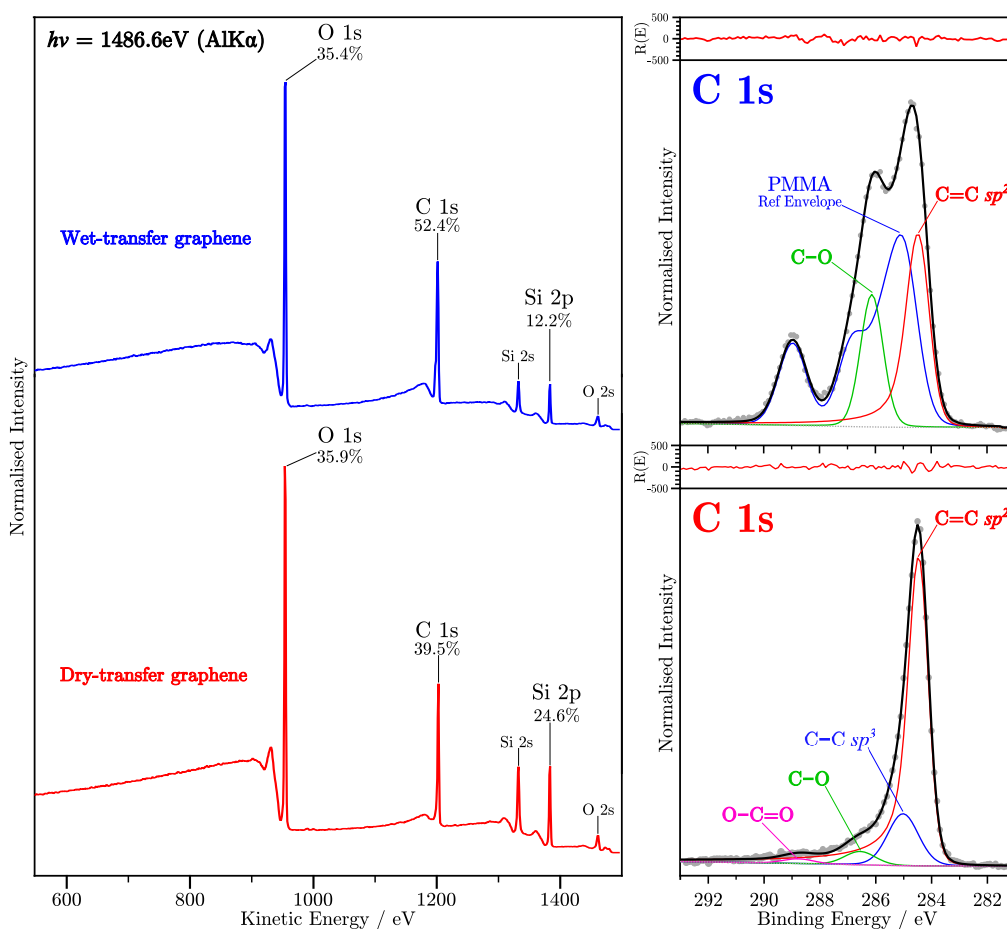 hν = 1486.6eV (AlKα)
O 1s
35.4%
C 1s
52.4%
Si 2p
12.2%
Si 2s
O 2s
Wet-transfer graphene
O 1s
35.9%
C 1s
39.5%
Si 2p
24.6%
Si 2s
O 2s
Dry-transfer graphene
Normalised Intensity
600
800
1000
1200
1400
Kinetic Energy / eV
R(E)
500
0
-500
C 1s
PMMA
Ref Envelope
C=C sp²
C−O
Normalised Intensity
R(E)
500
0
-500
C 1s
C=C sp²
C−C sp³
C−O
O−C=O
Normalised Intensity
292
290
288
286
284
282
Binding Energy / eV